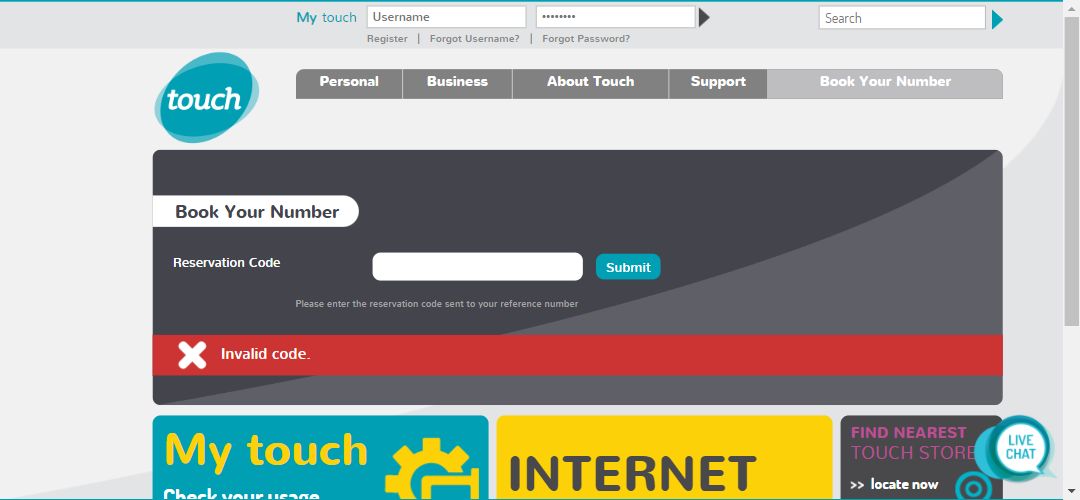 My touch Username ******** Search
Register | Forgot Username? | Forgot Password?
touch
Personal Business About Touch Support Book Your Number
Book Your Number
Reservation Code Submit
Please enter the reservation code sent to your reference number
Invalid code.
My touch
Check your usage
INTERNET
FIND NEAREST
TOUCH STORE
>> locate now
LIVE
CHAT